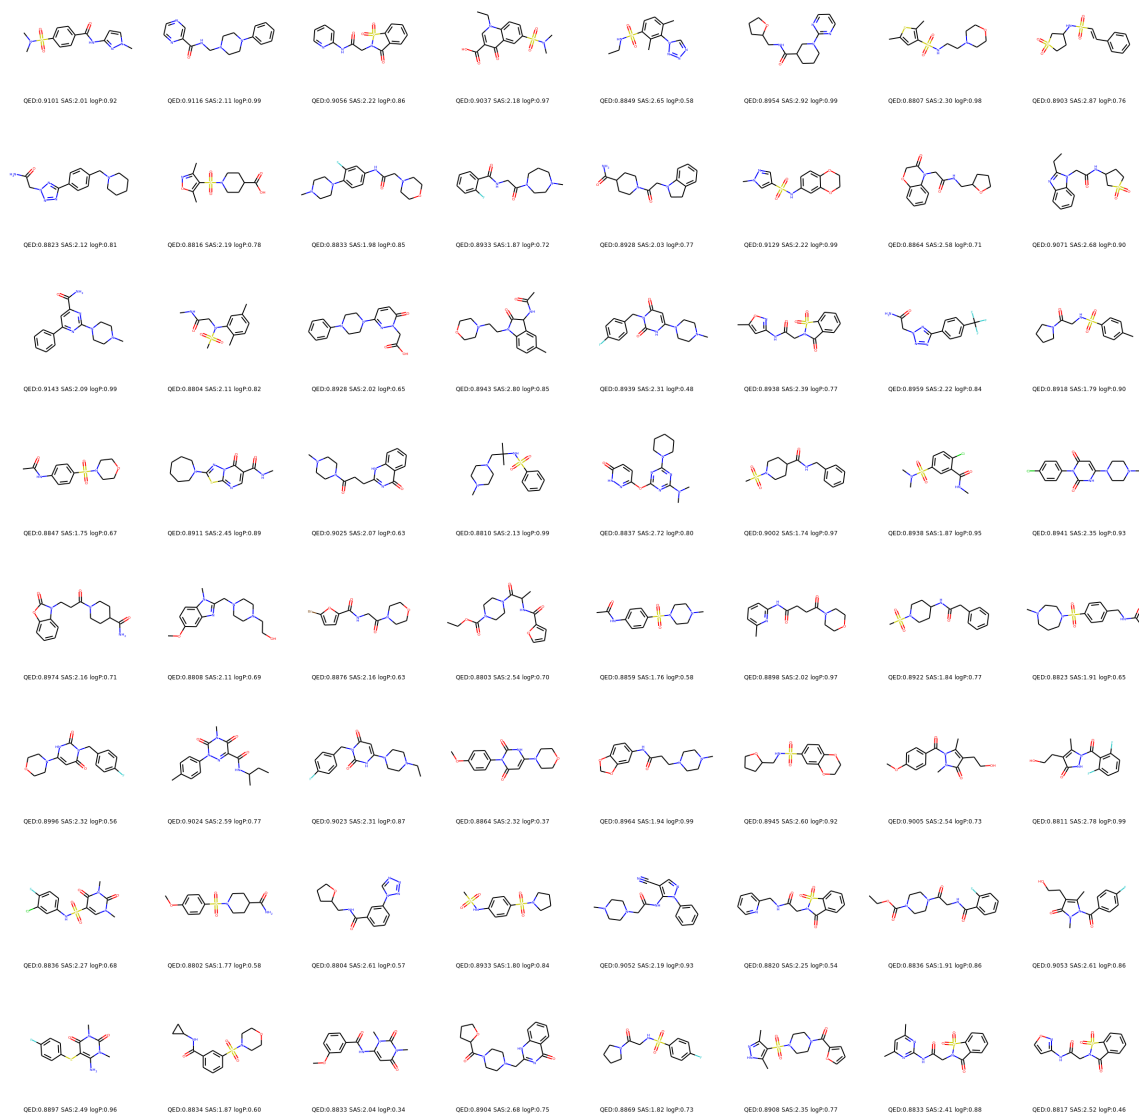 QED:0.9101 SAS:2.01 logP:0.92
QED:0.9116 SAS:2.11 logP:0.99
QED:0.9056 SAS:2.22 logP:0.86
QED:0.9037 SAS:2.18 logP:0.97
QED:0.8849 SAS:2.65 logP:0.58
QED:0.8954 SAS:2.92 logP:0.99
QED:0.8807 SAS:2.30 logP:0.98
QED:0.8903 SAS:2.87 logP:0.76
QED:0.8823 SAS:2.12 logP:0.81
QED:0.8816 SAS:2.19 logP:0.78
QED:0.8833 SAS:1.98 logP:0.85
QED:0.8933 SAS:1.87 logP:0.72
QED:0.8928 SAS:2.03 logP:0.77
QED:0.9129 SAS:2.22 logP:0.99
QED:0.8864 SAS:2.58 logP:0.71
QED:0.9071 SAS:2.68 logP:0.90
QED:0.9143 SAS:2.09 logP:0.99
QED:0.8804 SAS:2.11 logP:0.82
QED:0.8928 SAS:2.02 logP:0.65
QED:0.8943 SAS:2.80 logP:0.85
QED:0.8939 SAS:2.31 logP:0.48
QED:0.8938 SAS:2.39 logP:0.77
QED:0.8959 SAS:2.22 logP:0.84
QED:0.8918 SAS:1.79 logP:0.90
QED:0.8847 SAS:1.75 logP:0.67
QED:0.8911 SAS:2.45 logP:0.89
QED:0.9025 SAS:2.07 logP:0.63
QED:0.8810 SAS:2.13 logP:0.99
QED:0.8837 SAS:2.72 logP:0.80
QED:0.9002 SAS:1.74 logP:0.97
QED:0.8938 SAS:1.87 logP:0.95
QED:0.8941 SAS:2.35 logP:0.93
QED:0.8974 SAS:2.16 logP:0.71
QED:0.8808 SAS:2.11 logP:0.69
QED:0.8876 SAS:2.16 logP:0.63
QED:0.8803 SAS:2.54 logP:0.70
QED:0.8859 SAS:1.76 logP:0.58
QED:0.8898 SAS:2.02 logP:0.97
QED:0.8922 SAS:1.84 logP:0.77
QED:0.8823 SAS:1.91 logP:0.65
QED:0.8996 SAS:2.32 logP:0.56
QED:0.9024 SAS:2.59 logP:0.77
QED:0.9023 SAS:2.31 logP:0.87
QED:0.8864 SAS:2.32 logP:0.37
QED:0.8964 SAS:1.94 logP:0.99
QED:0.8945 SAS:2.60 logP:0.92
QED:0.9005 SAS:2.54 logP:0.73
QED:0.8811 SAS:2.78 logP:0.99
QED:0.8836 SAS:2.27 logP:0.68
QED:0.8802 SAS:1.77 logP:0.58
QED:0.8804 SAS:2.61 logP:0.57
QED:0.8933 SAS:1.80 logP:0.84
QED:0.9052 SAS:2.19 logP:0.93
QED:0.8820 SAS:2.25 logP:0.54
QED:0.8836 SAS:1.91 logP:0.86
QED:0.9053 SAS:2.61 logP:0.86
QED:0.8897 SAS:2.49 logP:0.96
QED:0.8834 SAS:1.87 logP:0.60
QED:0.8833 SAS:2.04 logP:0.34
QED:0.8904 SAS:2.68 logP:0.75
QED:0.8869 SAS:1.82 logP:0.73
QED:0.8908 SAS:2.35 logP:0.77
QED:0.8833 SAS:2.41 logP:0.88
QED:0.8817 SAS:2.52 logP:0.46